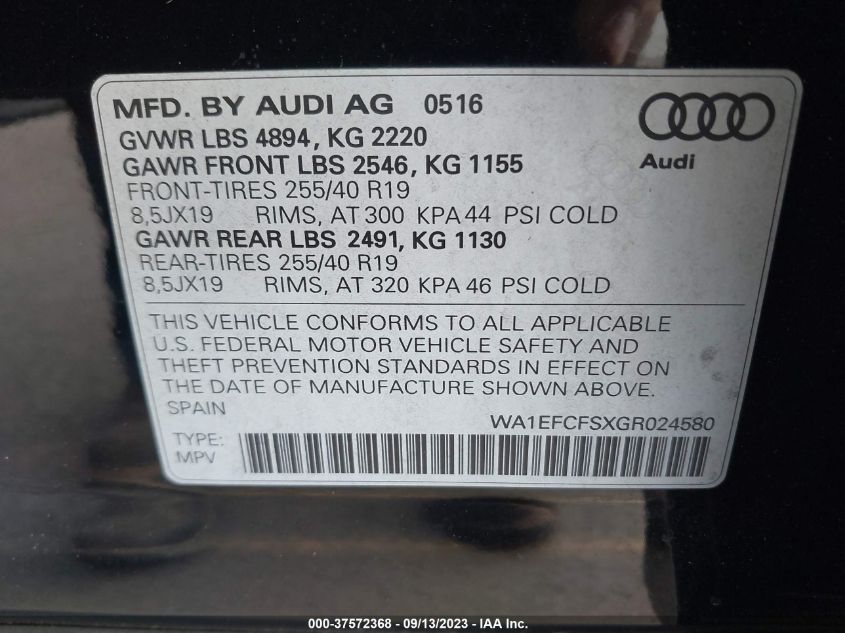 MFD. BY AUDI AG 0516
GVWR LBS 4894, KG 2220
GAWR FRONT LBS 2546, KG 1155
FRONT-TIRES 255/40 R19
8,5JX19 RIMS, AT 300 KPA 44 PSI COLD
GAWR REAR LBS 2491, KG 1130
REAR-TIRES 255/40 R19
8,5JX19 RIMS, AT 320 KPA 46 PSI COLD
Audi
THIS VEHICLE CONFORMS TO ALL APPLICABLE
U.S. FEDERAL MOTOR VEHICLE SAFETY AND
THEFT PREVENTION STANDARDS IN EFFECT ON
THE DATE OF MANUFACTURE SHOWN ABOVE.
SPAIN
WA1EFCFSXGR024580
TYPE:
MPV
000-37572368 - 09/13/2023 - IAA Inc.